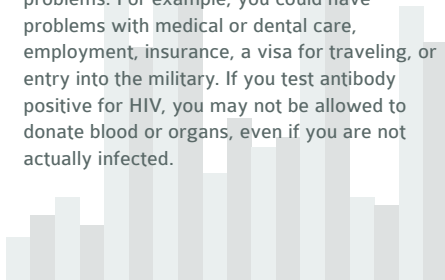 problems. For example, you could have
problems with medical or dental care,
employment, insurance, a visa for traveling, or
entry into the military. If you test antibody
positive for HIV, you may not be allowed to
donate blood or organs, even if you are not
actually infected.